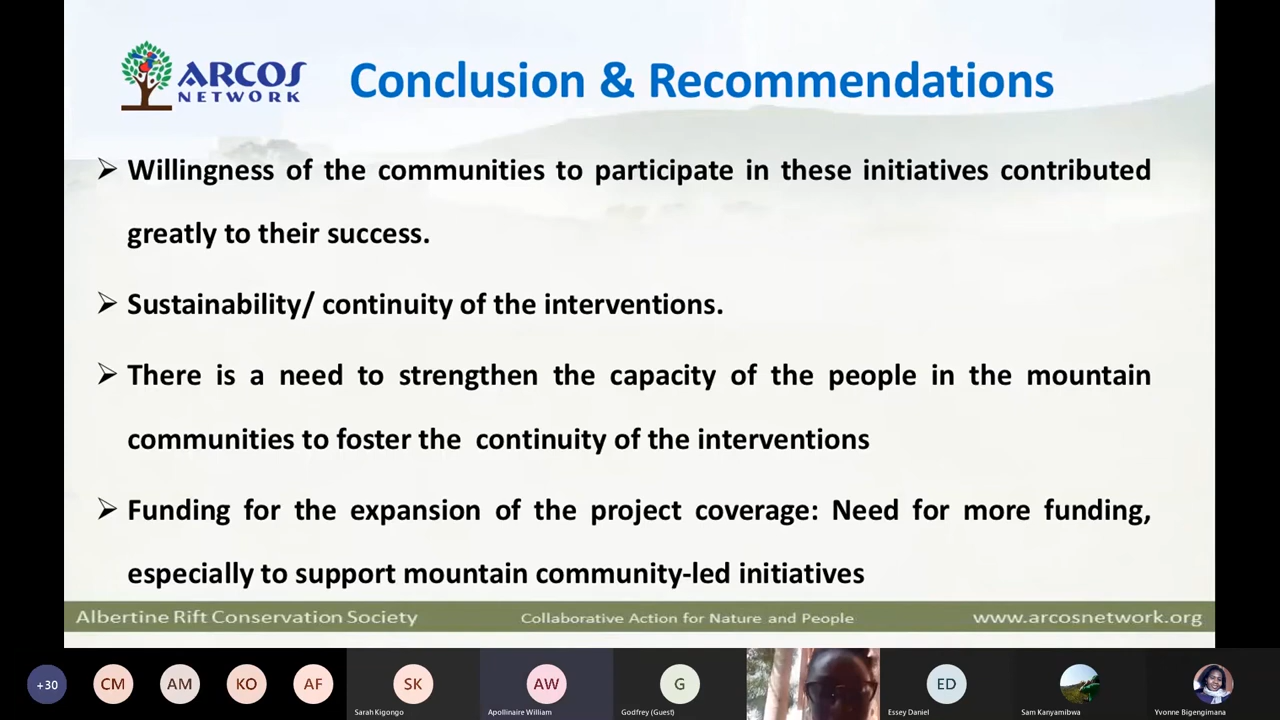 ARCOS
NETWORK
Conclusion & Recommendations
➢ Willingness of the communities to participate in these initiatives contributed
greatly to their success.
➢ Sustainability/ continuity of the interventions.
➢ There is a need to strengthen the capacity of the people in the mountain
communities to foster the continuity of the interventions
➢ Funding for the expansion of the project coverage: Need for more funding,
especially to support mountain community-led initiatives
Albertine Rift Conservation Society Collaborative Action for Nature and People www.arcosnetwork.org
+30 CM AM KO AF SK AW G ED
Sarah Kigongo Apollinaire William Godfrey (Guest) Essey Daniel Sam Kanyamibwa Yvonne Bigengimana